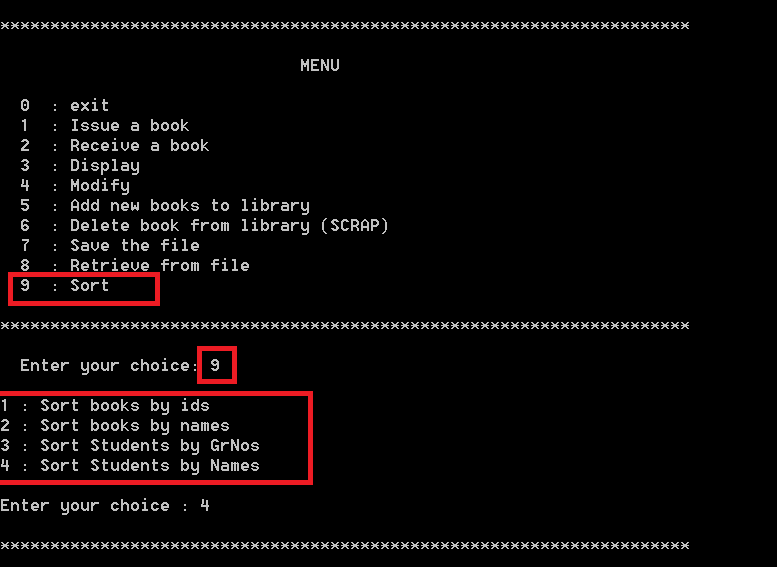 *********************************************************************
MENU
0 : exit
1 : Issue a book
2 : Receive a book
3 : Display
4 : Modify
5 : Add new books to library
6 : Delete book from library (SCRAP)
7 : Save the file
8 : Retrieve from file
9 : Sort
*********************************************************************
Enter your choice: 9
1 : Sort books by ids
2 : Sort books by names
3 : Sort Students by GrNos
4 : Sort Students by Names
Enter your choice : 4
*********************************************************************